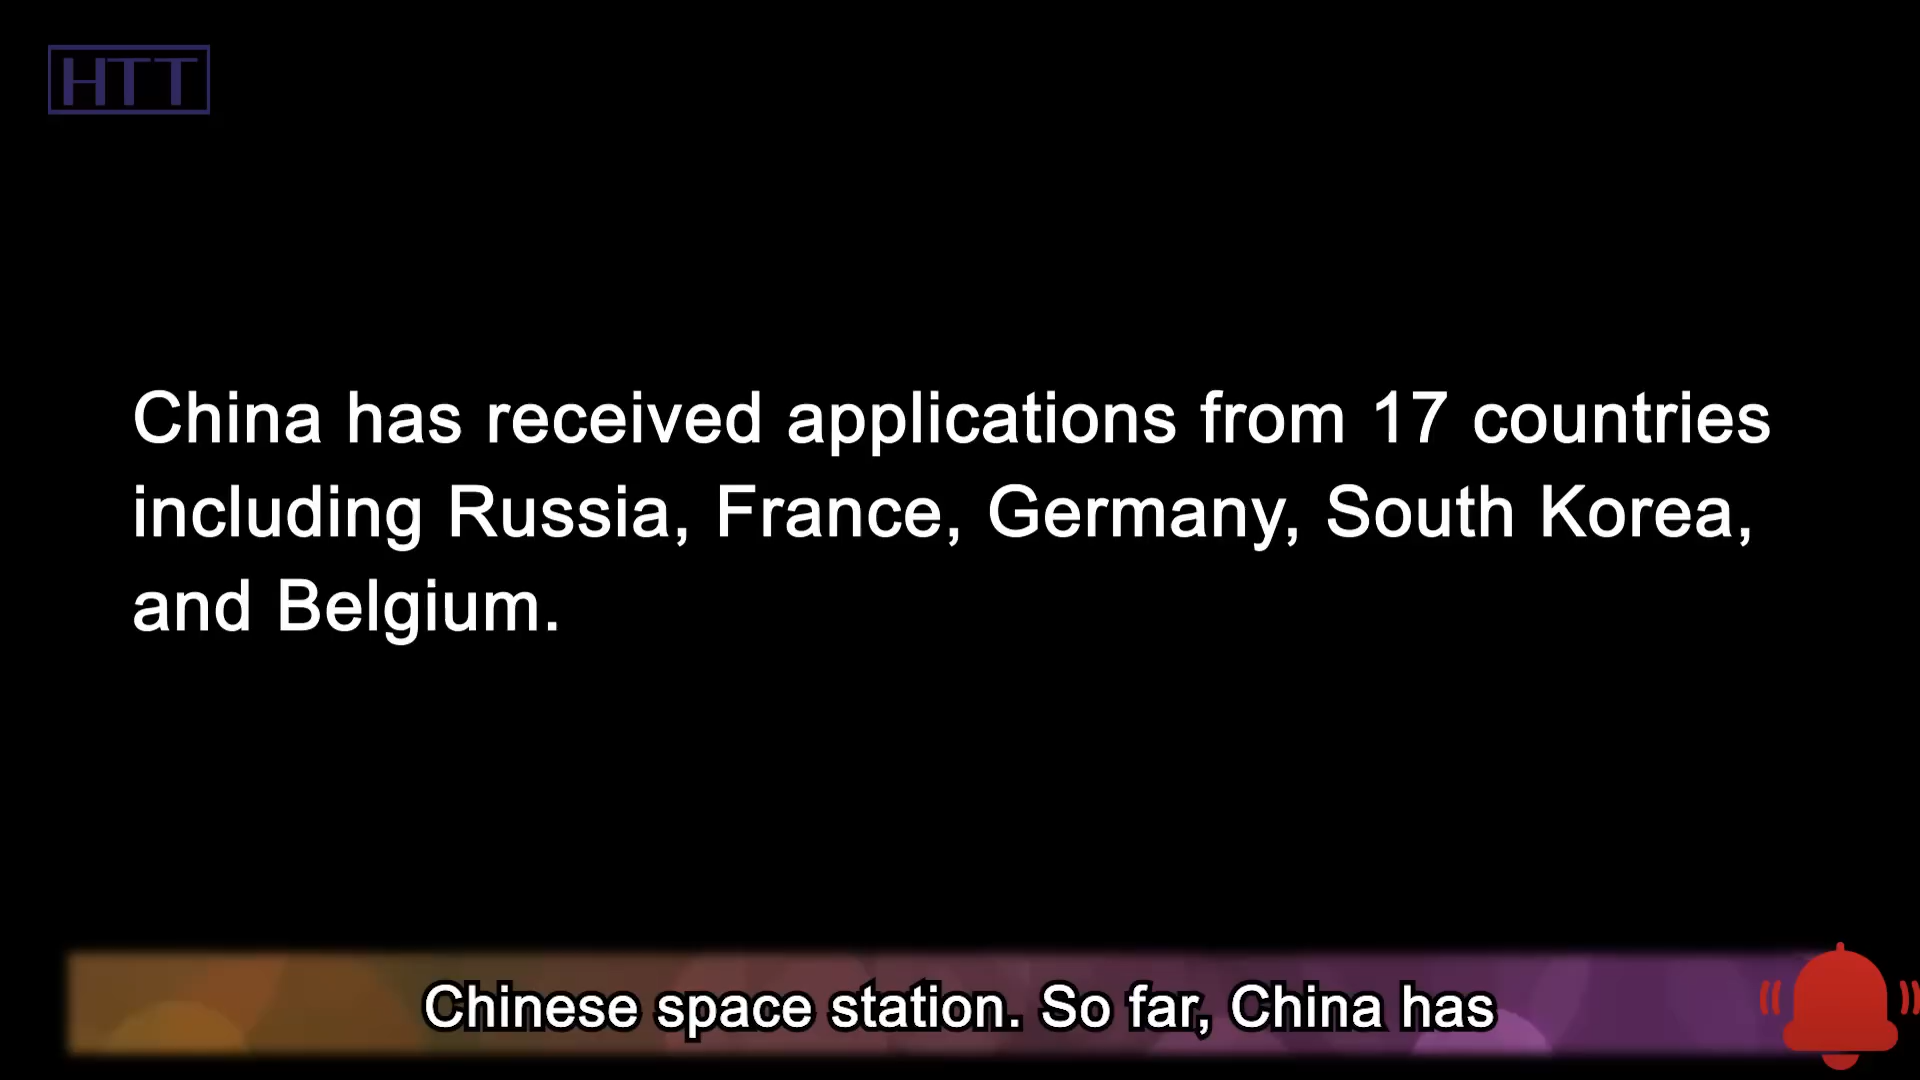 HTT
China has received applications from 17 countries
including Russia, France, Germany, South Korea,
and Belgium.
Chinese space station. So far, China has